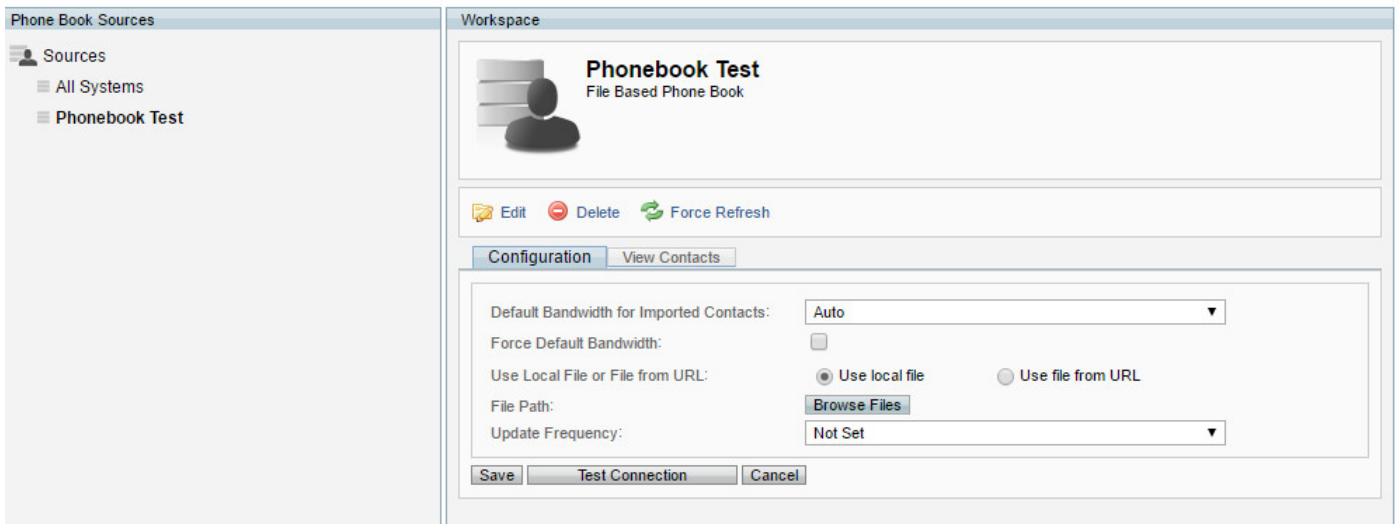 Phone Book Sources
Sources
All Systems
Phonebook Test
Workspace
Phonebook Test
File Based Phone Book
Edit Delete Force Refresh
Configuration View Contacts
Default Bandwidth for Imported Contacts: Auto
Force Default Bandwidth:
Use Local File or File from URL: Use local file Use file from URL
File Path: Browse Files
Update Frequency: Not Set
Save Test Connection Cancel